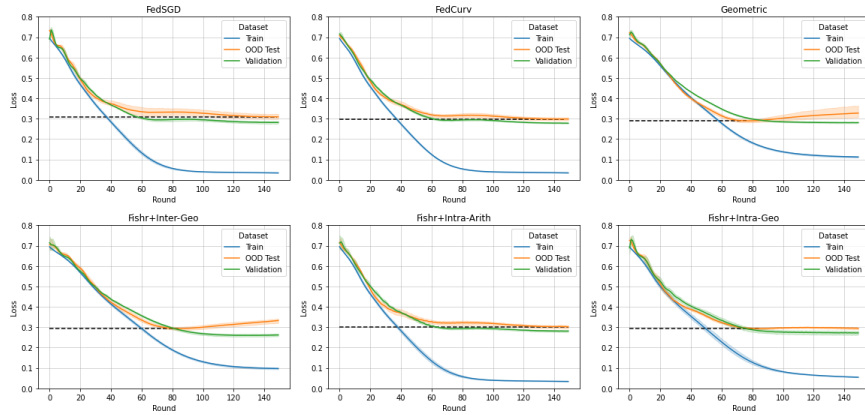 FedSGD
Loss
0.8
0.7
0.6
0.5
0.4
0.3
0.2
0.1
0.0
Dataset
Train
OOD Test
Validation
0 20 40 60 80 100 120 140
Round
FedCurv
Loss
0.8
0.7
0.6
0.5
0.4
0.3
0.2
0.1
0.0
Dataset
Train
OOD Test
Validation
0 20 40 60 80 100 120 140
Round
Geometric
Loss
0.8
0.7
0.6
0.5
0.4
0.3
0.2
0.1
0.0
Dataset
Train
OOD Test
Validation
0 20 40 60 80 100 120 140
Round
Fishr+Inter-Geo
Loss
0.8
0.7
0.6
0.5
0.4
0.3
0.2
0.1
0.0
Dataset
Train
OOD Test
Validation
0 20 40 60 80 100 120 140
Round
Fishr+Intra-Arith
Loss
0.8
0.7
0.6
0.5
0.4
0.3
0.2
0.1
0.0
Dataset
Train
OOD Test
Validation
0 20 40 60 80 100 120 140
Round
Fishr+Intra-Geo
Loss
0.8
0.7
0.6
0.5
0.4
0.3
0.2
0.1
0.0
Dataset
Train
OOD Test
Validation
0 20 40 60 80 100 120 140
Round